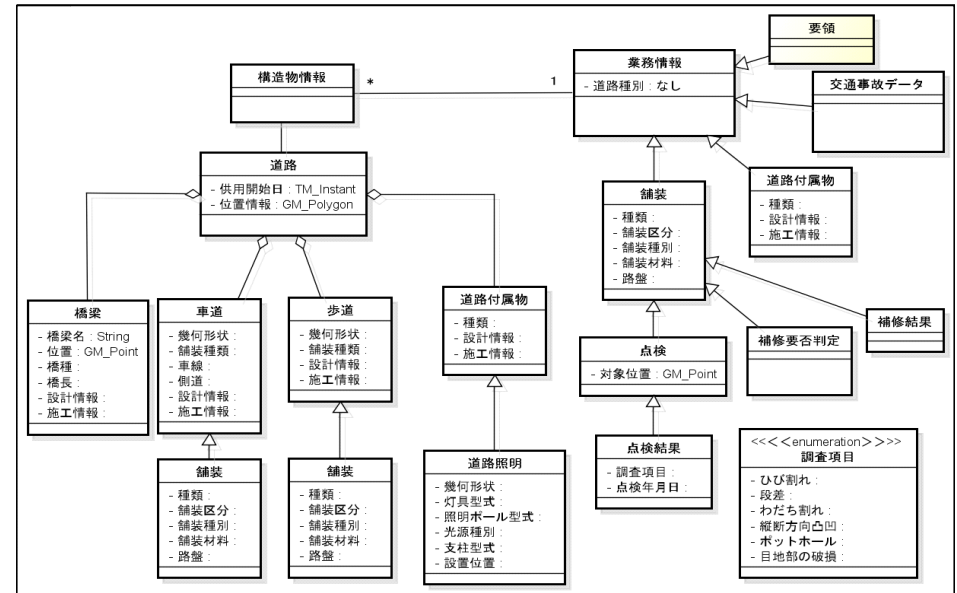 要領
業務情報
- 道路種別 : なし
交通事故データ
構造物情報
*
1
道路
- 供用開始日 : TM_Instant
- 位置情報 : GM_Polygon
舗装
- 種類 :
- 舗装区分 :
- 舗装種別 :
- 舗装材料 :
- 路盤 :
道路付属物
- 種類 :
- 設計情報 :
- 施工情報 :
橋梁
- 橋梁名 : String
- 位置 : GM_Point
- 橋種 :
- 橋長 :
- 設計情報 :
- 施工情報 :
車道
- 幾何形状 :
- 舗装種類 :
- 車線 :
- 側道 :
- 設計情報 :
- 施工情報 :
歩道
- 幾何形状 :
- 舗装種類 :
- 設計情報 :
- 施工情報 :
道路付属物
- 種類 :
- 設計情報 :
- 施工情報 :
点検
- 対象位置 : GM_Point
補修要否判定
補修結果
舗装
- 種類 :
- 舗装区分 :
- 舗装種別 :
- 舗装材料 :
- 路盤 :
舗装
- 種類 :
- 舗装区分 :
- 舗装種別 :
- 舗装材料 :
- 路盤 :
道路照明
- 幾何形状 :
- 灯具型式 :
- 照明ポール型式 :
- 光源種別 :
- 支柱型式 :
- 設置位置 :
点検結果
- 調査項目 :
- 点検年月日 :
<<<<enumeration>>>>
調査項目
- ひび割れ :
- 段差 :
- わだち割れ :
- 縦断方向凸凹 :
- ポットホール :
- 目地部の破損 :